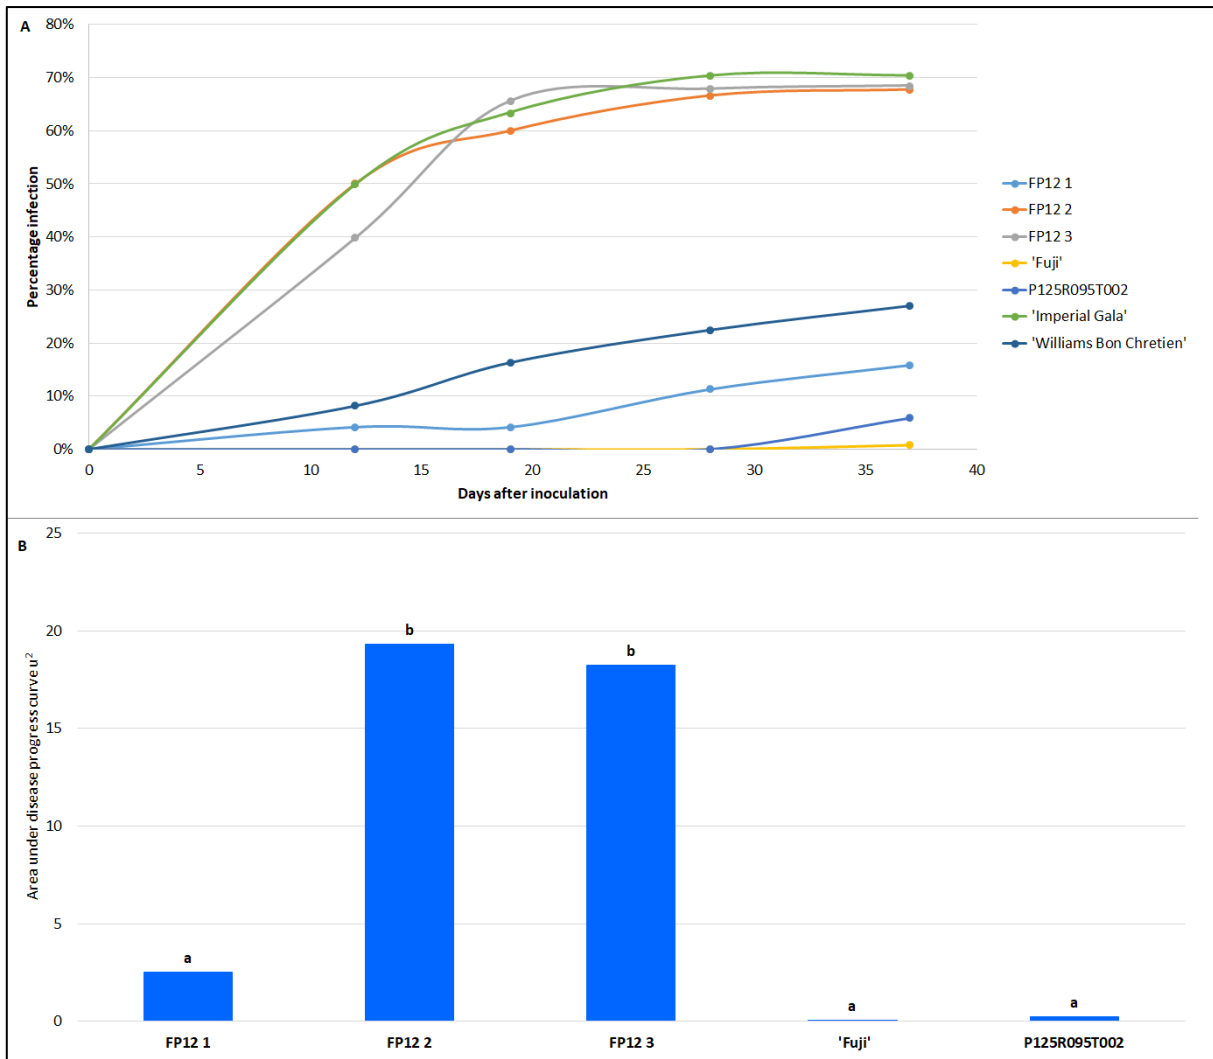 A
80%
70%
60%
50%
40%
30%
20%
10%
0%
Percentage infection
0 5 10 15 20 25 30 35 40
Days after inoculation
FP12 1
FP12 2
FP12 3
'Fuji'
P125R095T002
'Imperial Gala'
'Williams Bon Chretien'
B
25
20
15
10
5
0
Area under disease progress curve u²
a
b
b
a
a
FP12 1 FP12 2 FP12 3 'Fuji' P125R095T002